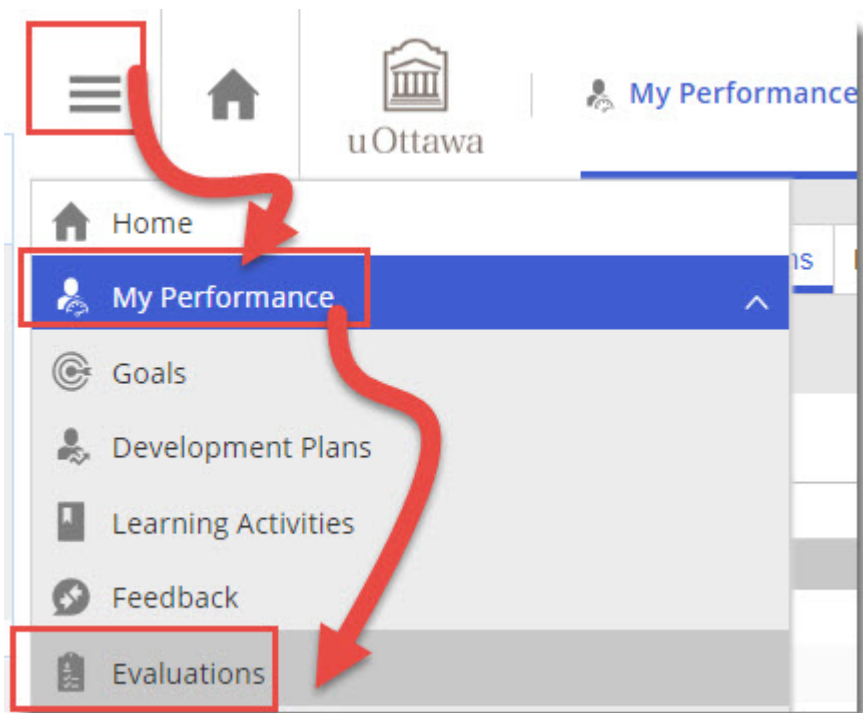 uOttawa
My Performance
Home
My Performance
Goals
Development Plans
Learning Activities
Feedback
Evaluations